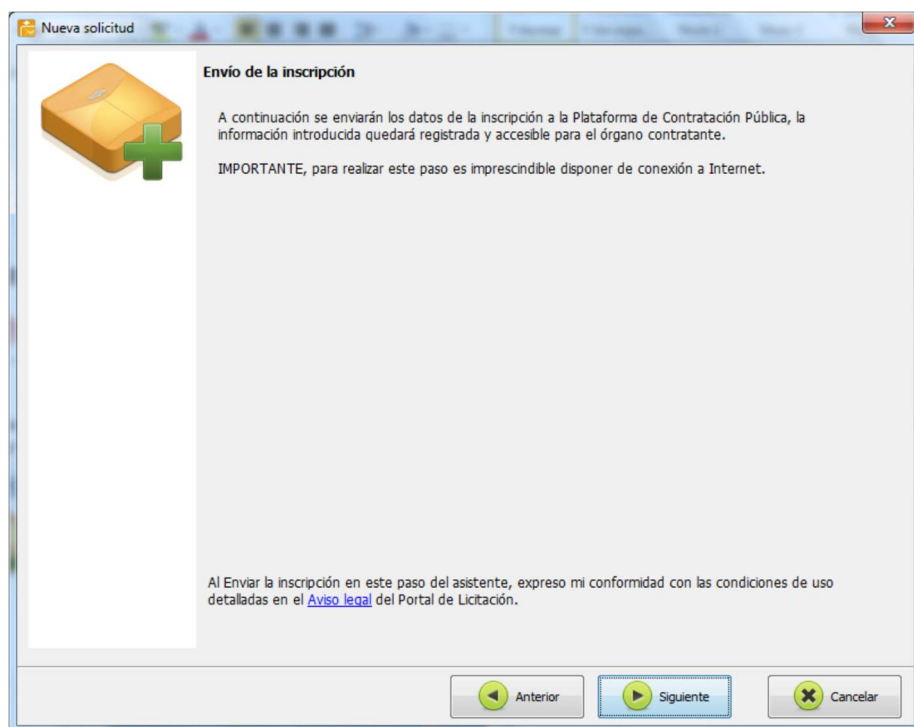 Nueva solicitud
Envío de la inscripción
A continuación se enviarán los datos de la inscripción a la Plataforma de Contratación Pública, la
información introducida quedará registrada y accesible para el órgano contratante.
IMPORTANTE, para realizar este paso es imprescindible disponer de conexión a Internet.
Al Enviar la inscripción en este paso del asistente, expreso mi conformidad con las condiciones de uso
detalladas en el Aviso legal del Portal de Licitación.
Anterior
Siguiente
Cancelar